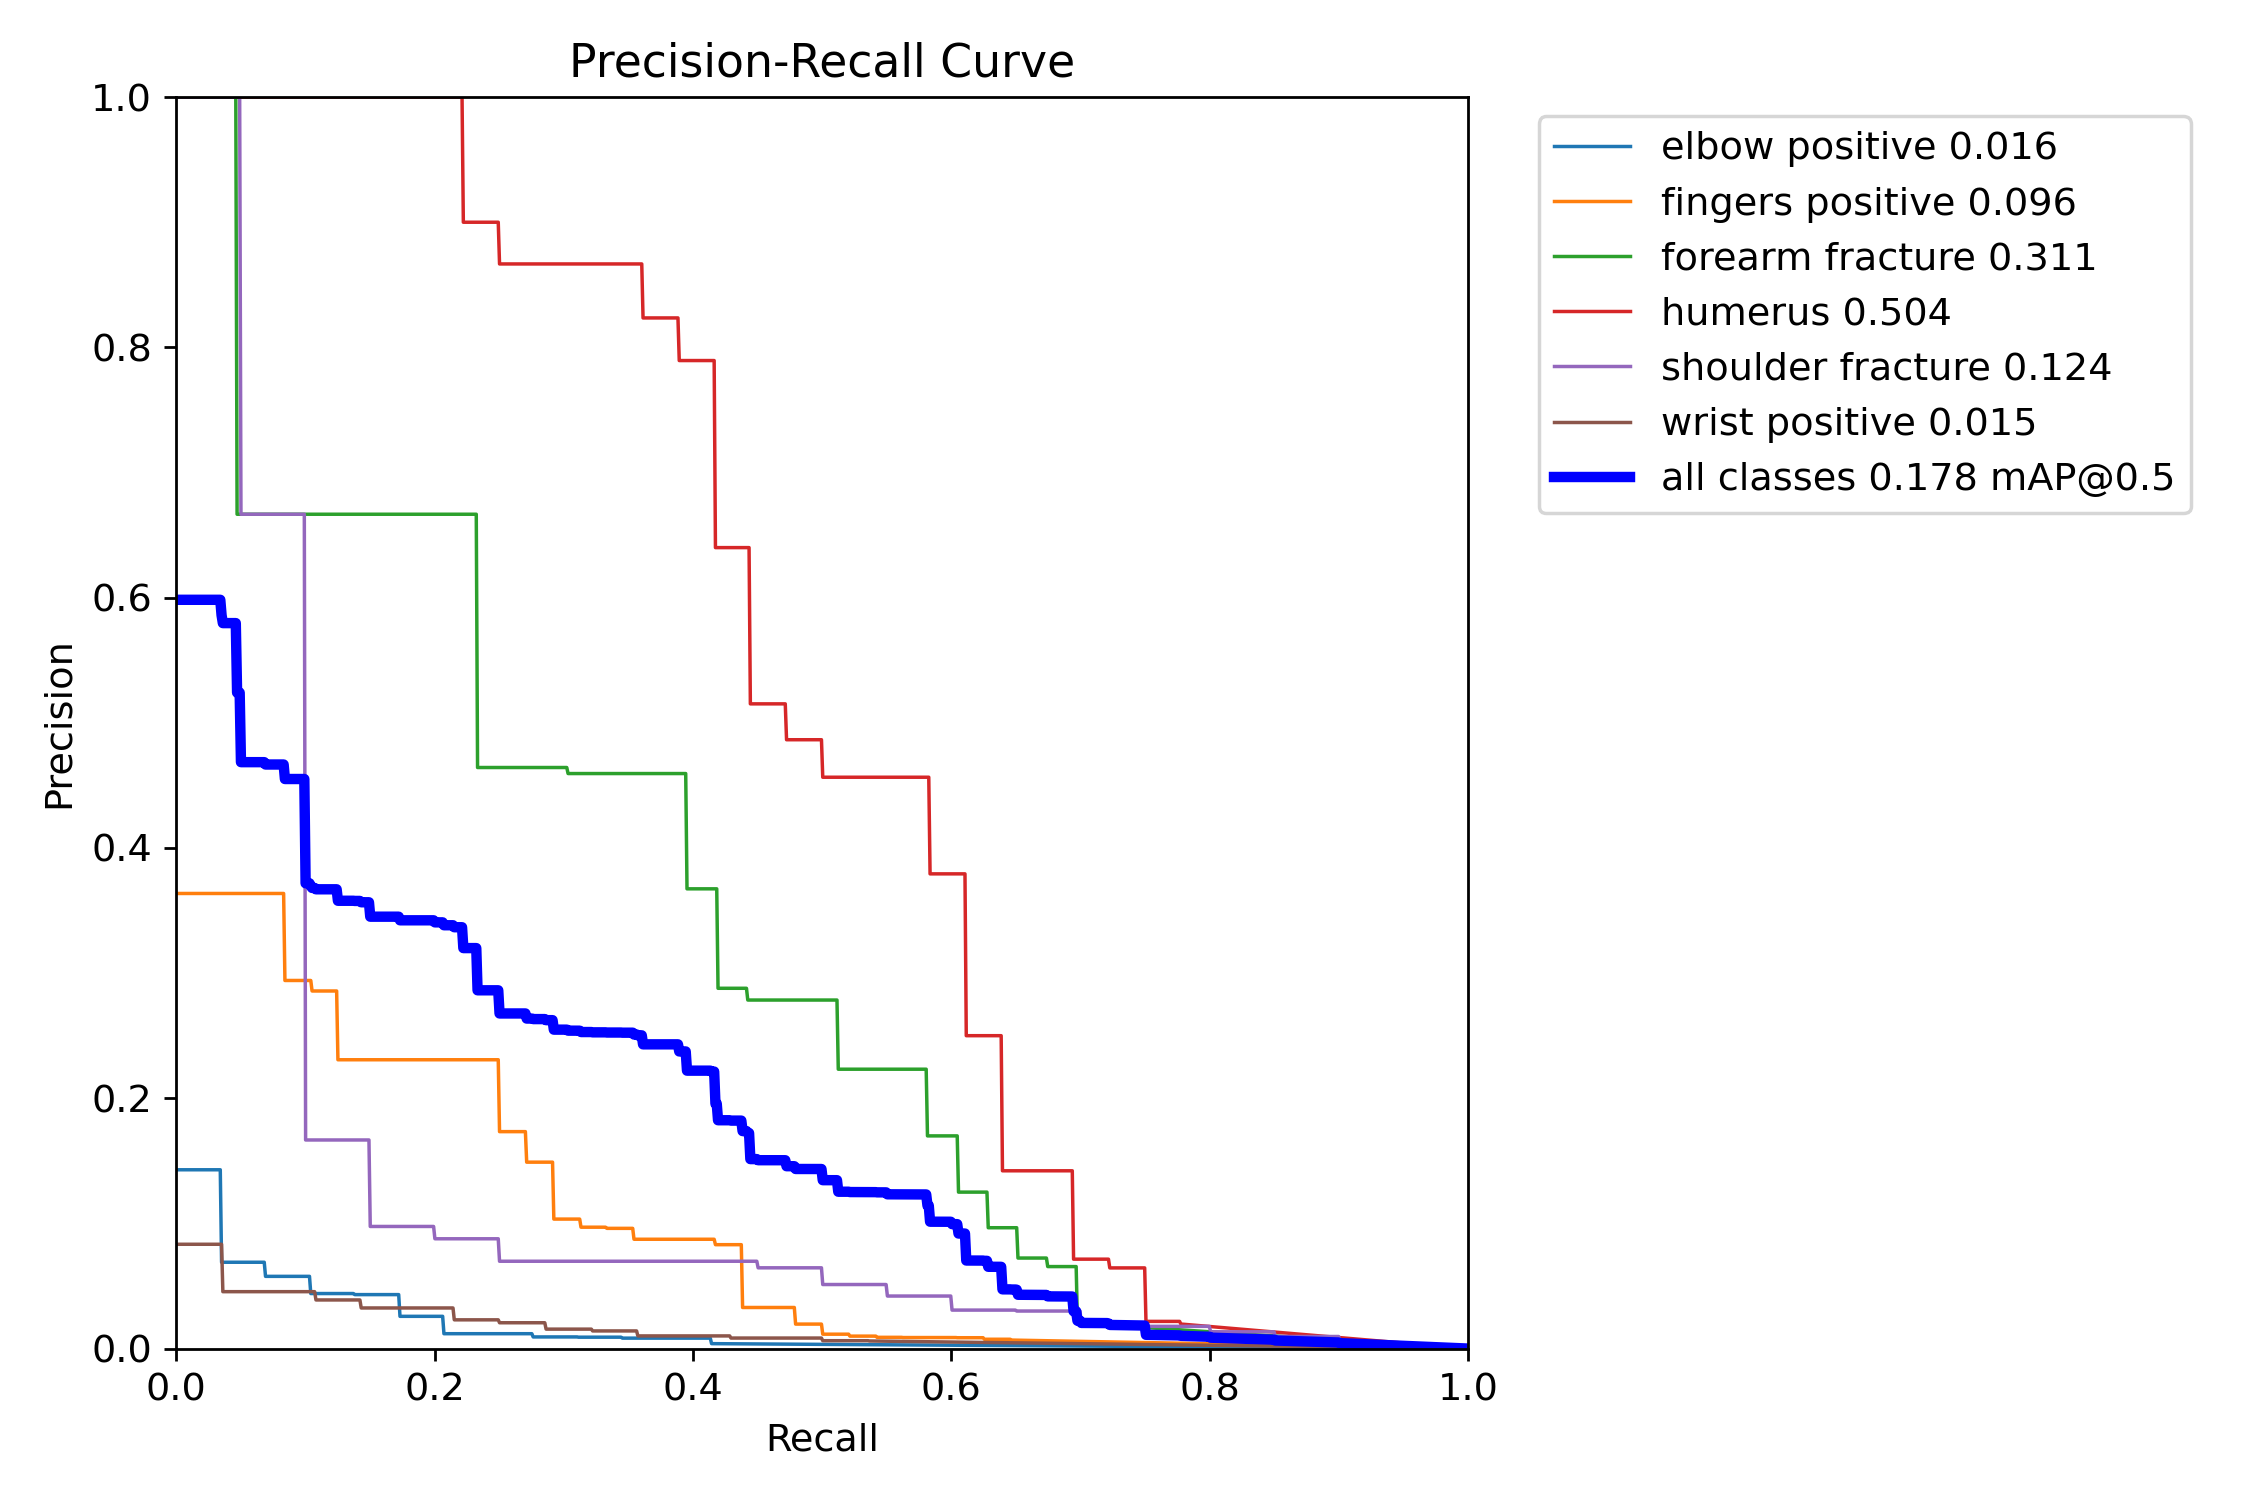 Precision-Recall Curve
1.0
0.8
0.6
0.4
0.2
0.0
Precision
0.0 0.2 0.4 0.6 0.8 1.0
Recall
elbow positive 0.016
fingers positive 0.096
forearm fracture 0.311
humerus 0.504
shoulder fracture 0.124
wrist positive 0.015
all classes 0.178 mAP@0.5